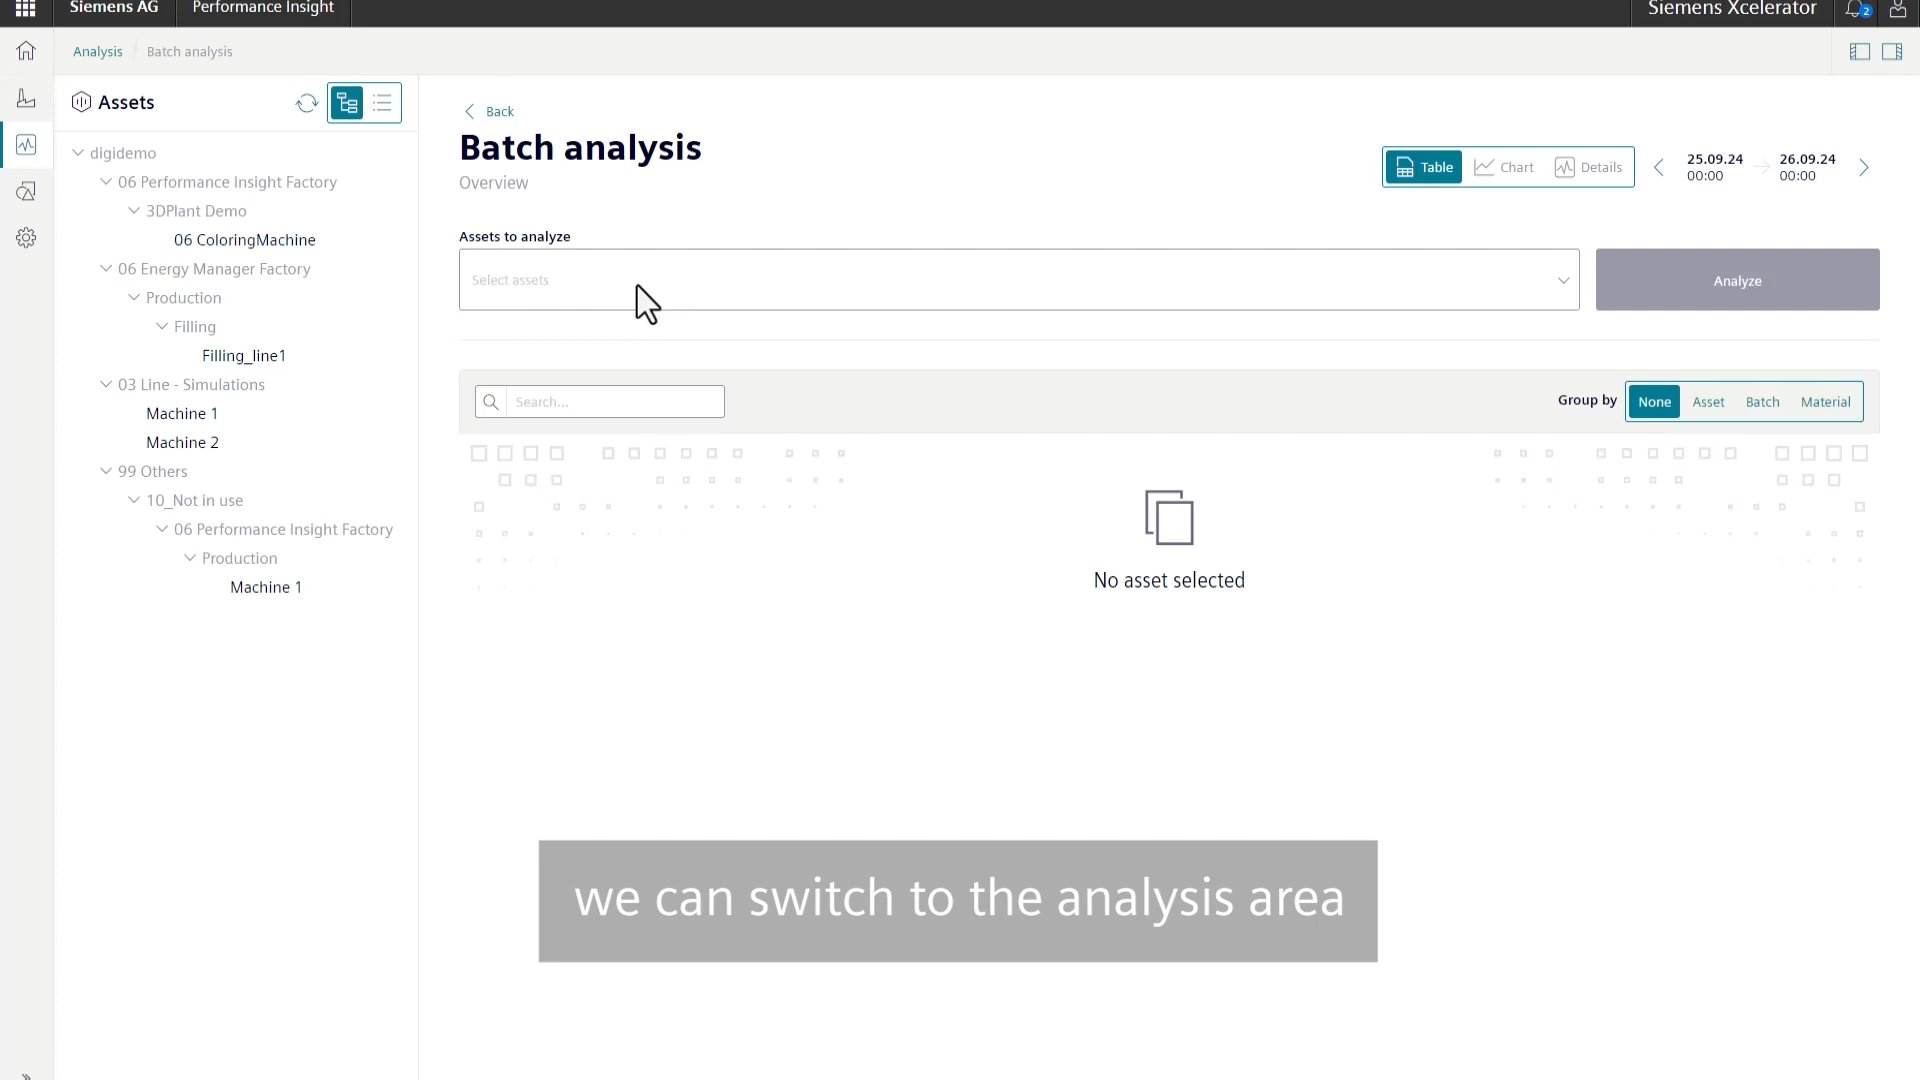 Siemens AG
Performance Insight
Siemens Xcelerator
2
Analysis
Batch analysis
Assets
digidemo
06 Performance Insight Factory
3DPlant Demo
06 ColoringMachine
06 Energy Manager Factory
Production
Filling
Filling_line1
03 Line - Simulations
Machine 1
Machine 2
99 Others
10_Not in use
06 Performance Insight Factory
Production
Machine 1
Back
Batch analysis
Overview
Table
Chart
Details
25.09.24
00:00
26.09.24
00:00
Assets to analyze
Select assets
Analyze
Search...
Group by
None
Asset
Batch
Material
No asset selected
we can switch to the analysis area